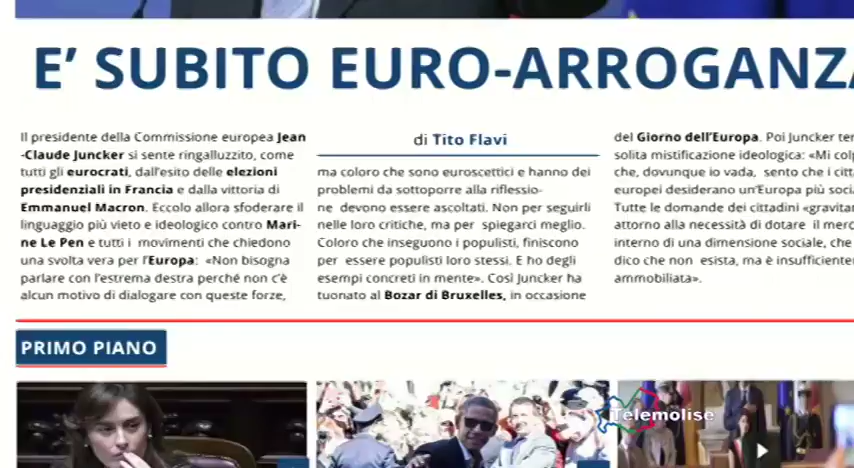 E' SUBITO EURO-ARROGANZA
Il presidente della Commissione europea Jean
-Claude Juncker si sente ringalluzzito, come
tutti gli eurocrati, dall'esito delle elezioni
presidenziali in Francia e dalla vittoria di
Emmanuel Macron. Eccolo allora sfoderare il
linguaggio più vieto e ideologico contro Mari-
ne Le Pen e tutti i movimenti che chiedono
una svolta vera per l'Europa: «Non bisogna
parlare con l'estrema destra perché non c'è
alcun motivo di dialogare con queste forze,
di Tito Flavi
ma coloro che sono euroscettici e hanno dei
problemi da sottoporre alla riflessio-
ne devono essere ascoltati. Non per seguirli
nelle loro critiche, ma per spiegarci meglio.
Coloro che inseguono i populisti, finiscono
per essere populisti loro stessi. E ho degli
esempi concreti in mente». Così Juncker ha
tuonato al Bozar di Bruxelles, in occasione
del Giorno dell'Europa. Poi Juncker
solita mistificazione ideologica: «Mi
che, dovunque io vada, sento che i
europei desiderano un'Europa più
Tutte le domande dei cittadini
attorno alla necessità di dotare il
interno di una dimensione sociale, che
dico che non esista, ma è insufficiente
ammobiliata».
PRIMO PIANO
Telemolise